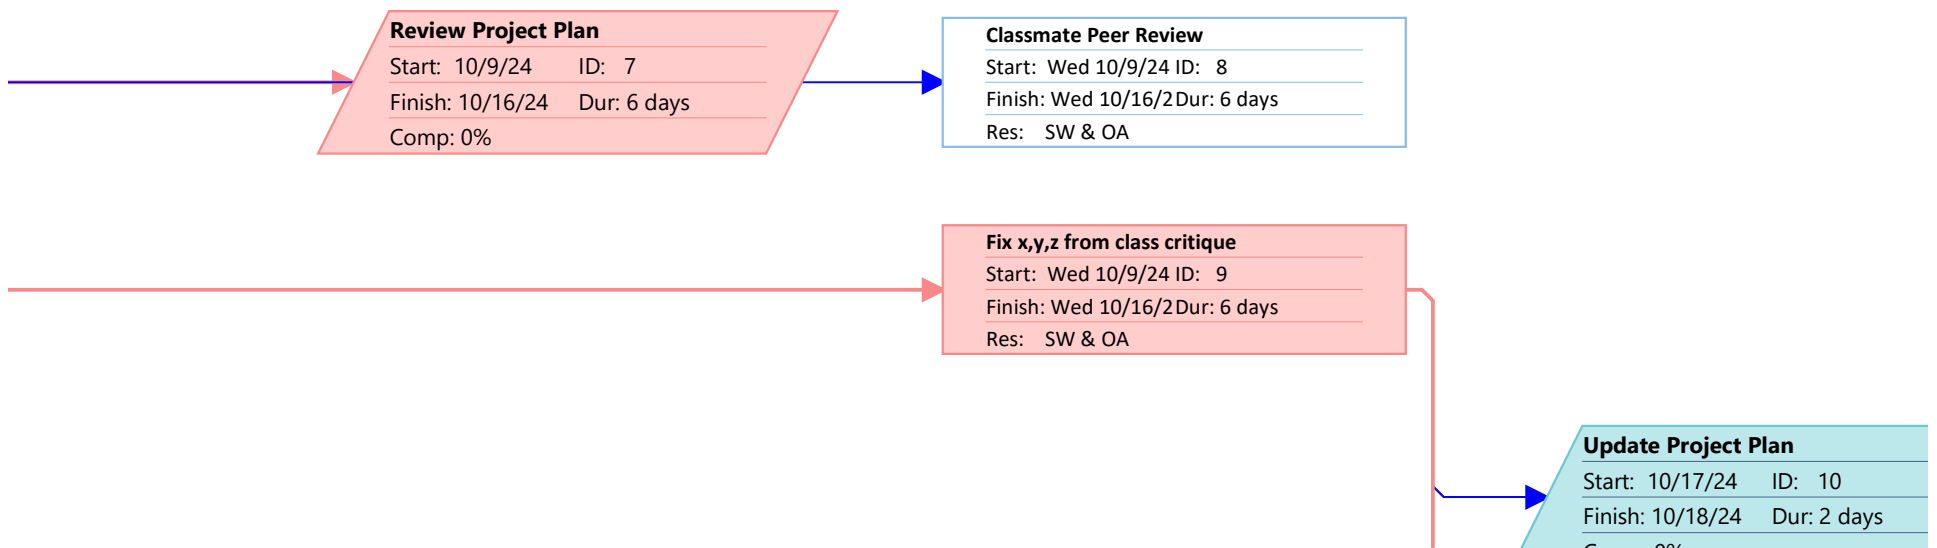 Review Project Plan
Start: 10/9/24 ID: 7
Finish: 10/16/24 Dur: 6 days
Comp: 0%
Classmate Peer Review
Start: Wed 10/9/24 ID: 8
Finish: Wed 10/16/2 Dur: 6 days
Res: SW & OA
Fix x,y,z from class critique
Start: Wed 10/9/24 ID: 9
Finish: Wed 10/16/2 Dur: 6 days
Res: SW & OA
Update Project Plan
Start: 10/17/24 ID: 10
Finish: 10/18/24 Dur: 2 days